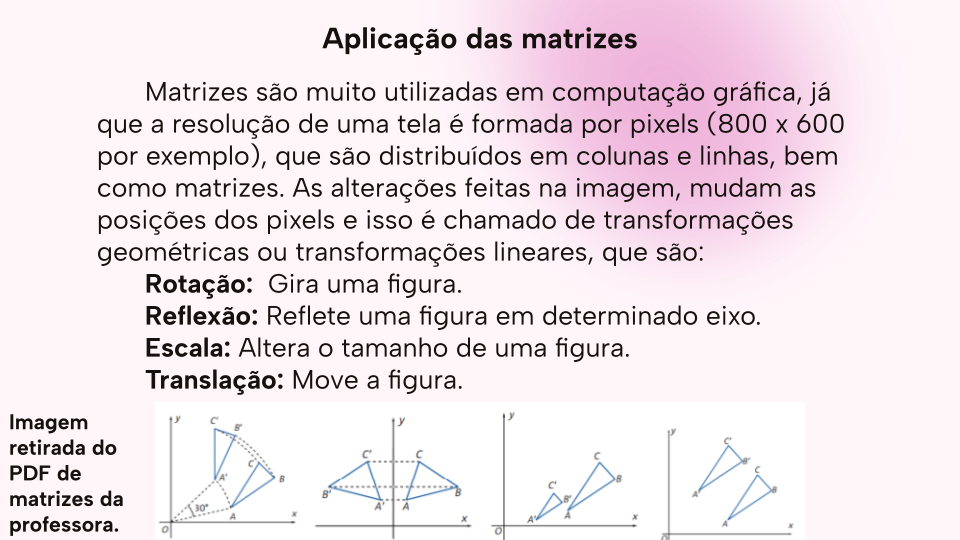 Aplicação das matrizes
Matrizes são muito utilizadas em computação gráfica, já
que a resolução de uma tela é formada por pixels (800 x 600
por exemplo), que são distribuídos em colunas e linhas, bem
como matrizes. As alterações feitas na imagem, mudam as
posições dos pixels e isso é chamado de transformações
geométricas ou transformações lineares, que são:
Rotação: Gira uma figura.
Reflexão: Reflete uma figura em determinado eixo.
Escala: Altera o tamanho de uma figura.
Translação: Move a figura.
Imagem
retirada do
PDF de
matrizes da
professora.
y
C'
B'
C
A'
B
30°
A
O
x
y
C'
C
B'
B
A'
A
x
y
C
C'
B
B'
A'
A
O
x
y
C'
B'
C
A'
B
A
O
x